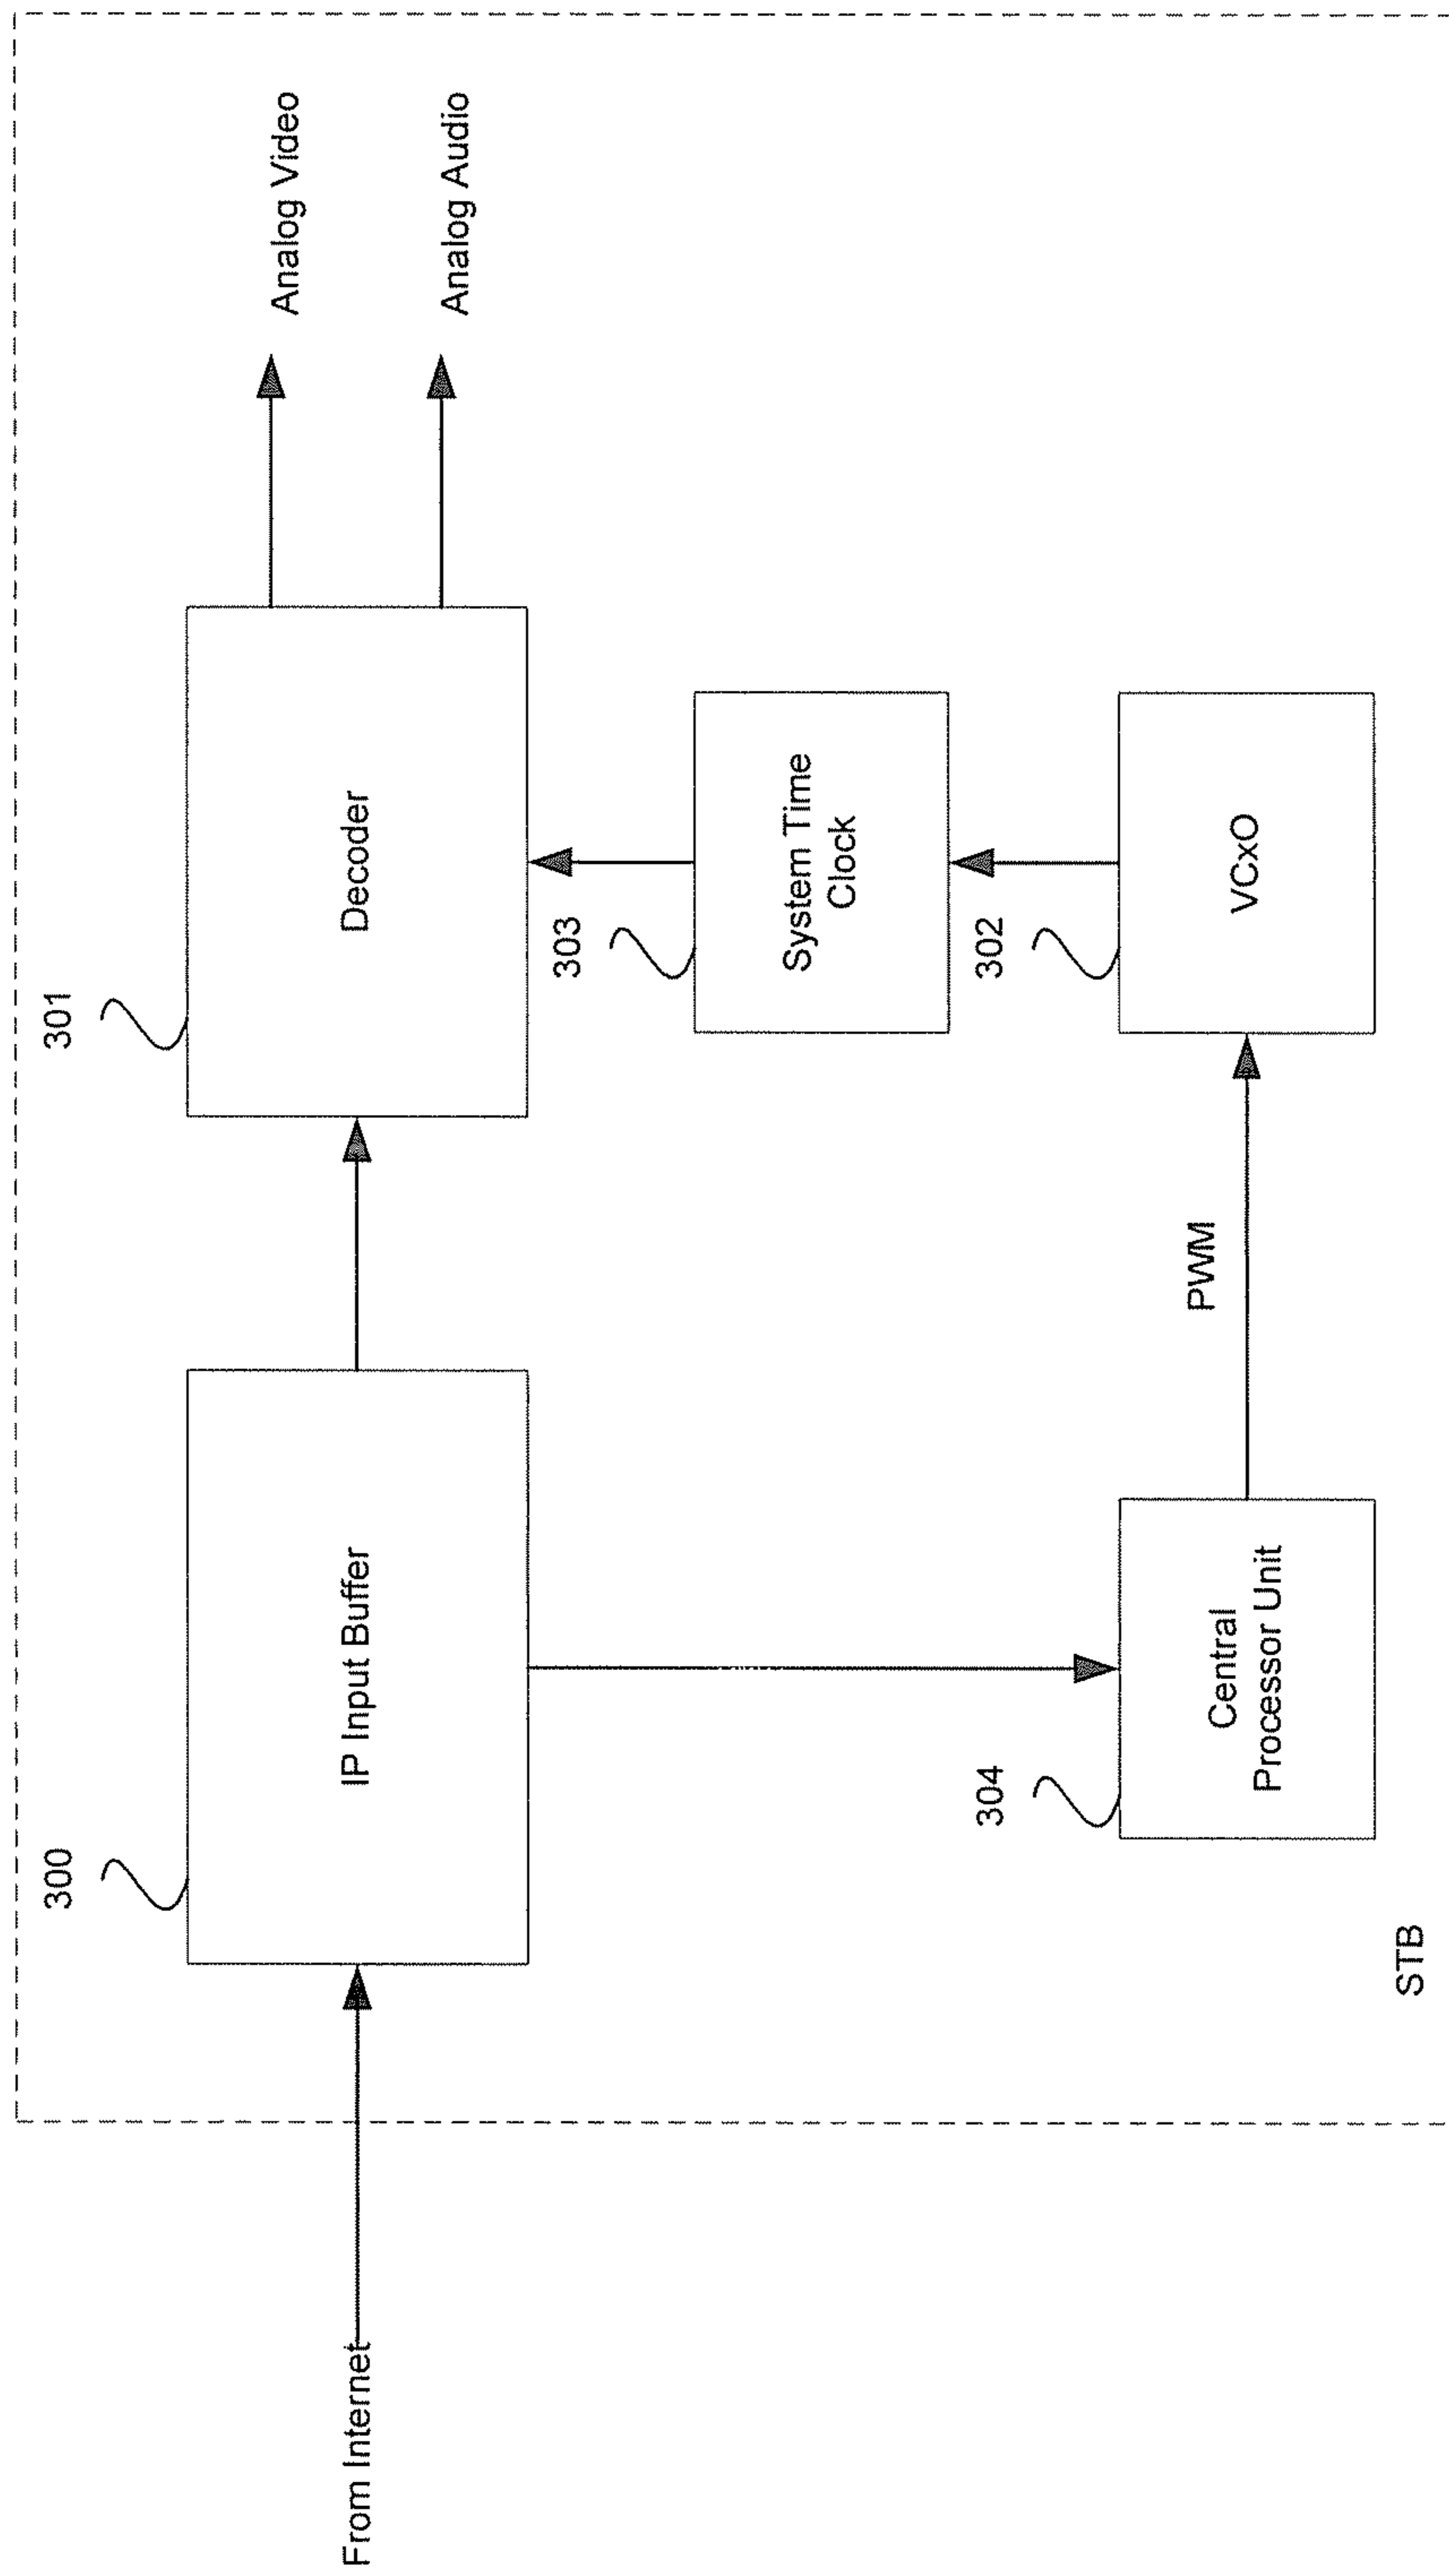 300
301
From Internet
IP Input Buffer
Decoder
Analog Video
Analog Audio
303
System Time
Clock
304
302
Central
Processor Unit
PWM
VCxO
STB